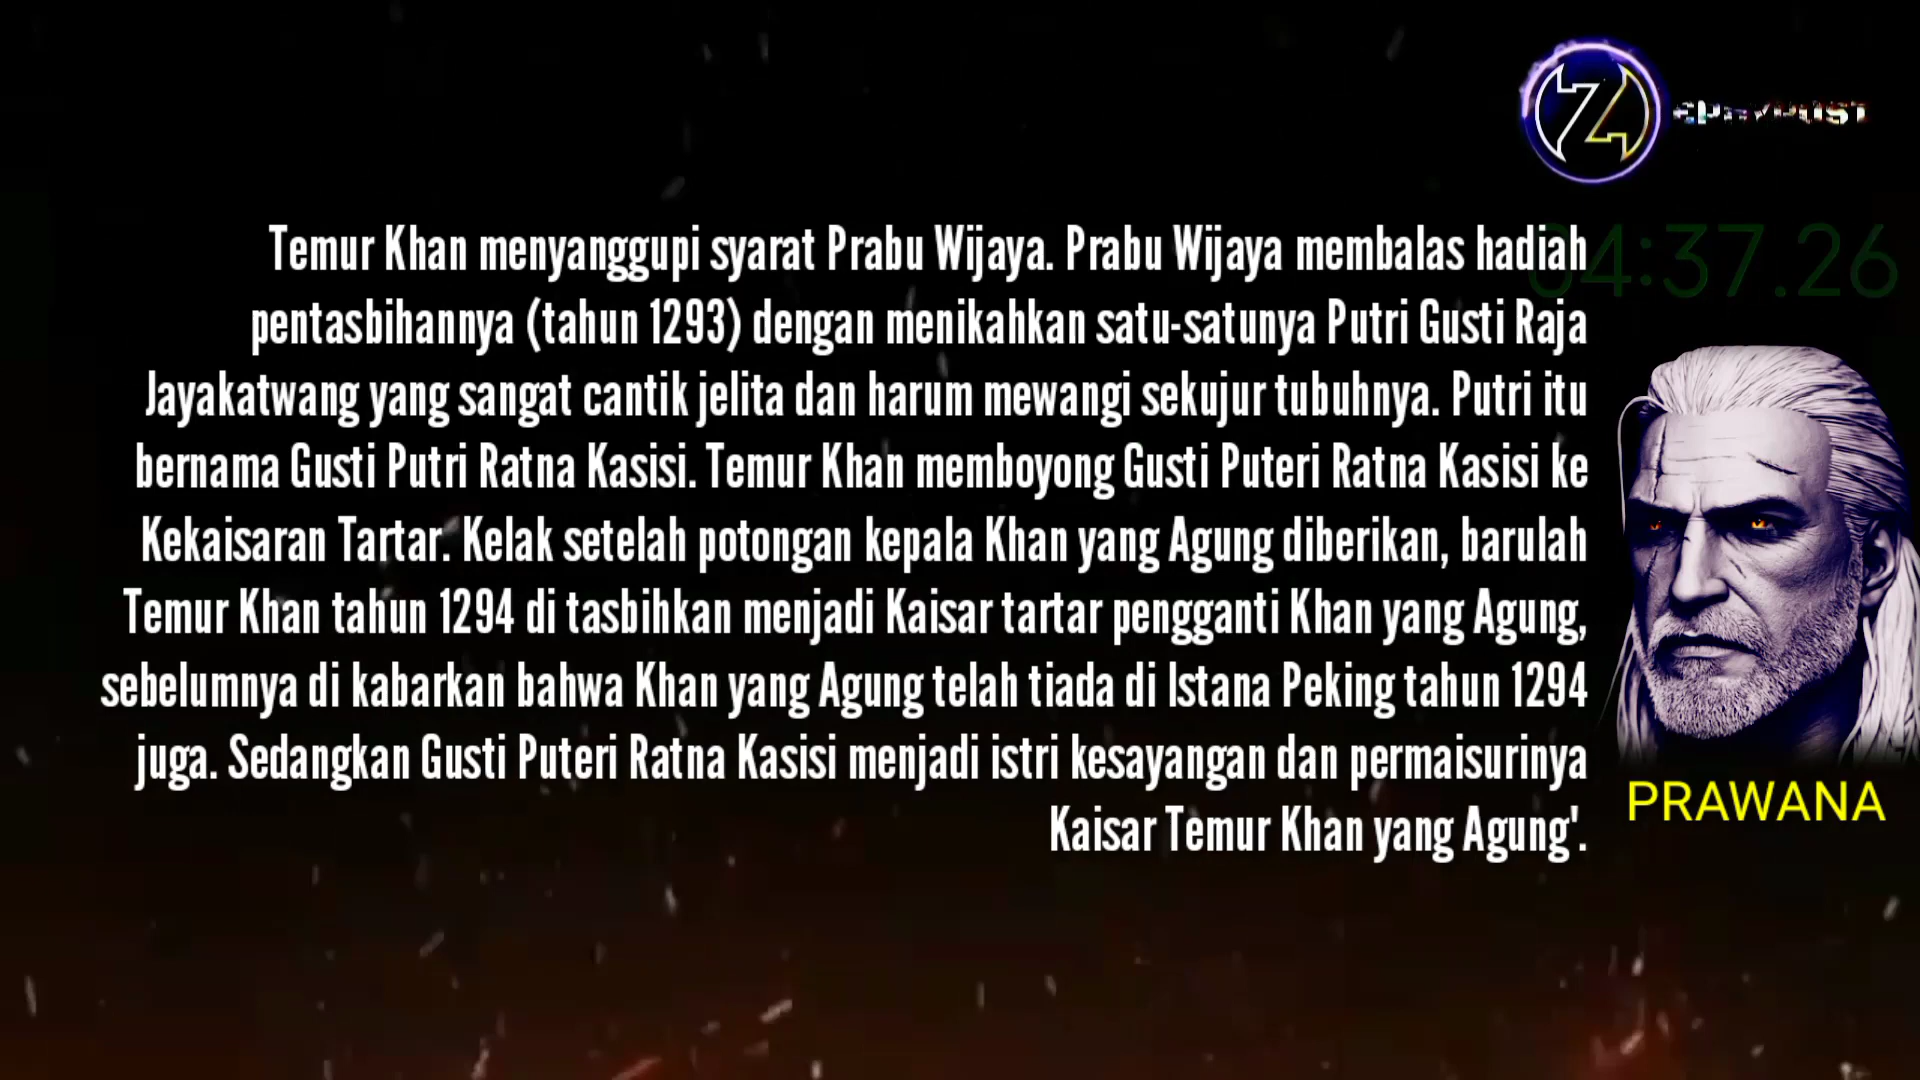 Z
04:37.26
Temur Khan menyanggupi syarat Prabu Wijaya. Prabu Wijaya membalas hadiah
pentasbihannya (tahun 1293) dengan menikahkan satu-satunya Putri Gusti Raja
Jayakatwang yang sangat cantik jelita dan harum mewangi sekujur tubuhnya. Putri itu
bernama Gusti Putri Ratna Kasisi. Temur Khan memboyong Gusti Puteri Ratna Kasisi ke
Kekaisaran Tartar. Kelak setelah potongan kepala Khan yang Agung diberikan, barulah
Temur Khan tahun 1294 di tasbihkan menjadi Kaisar tartar pengganti Khan yang Agung,
sebelumnya di kabarkan bahwa Khan yang Agung telah tiada di Istana Peking tahun 1294
juga. Sedangkan Gusti Puteri Ratna Kasisi menjadi istri kesayangan dan permaisurinya
Kaisar Temur Khan yang Agung'.
PRAWANA